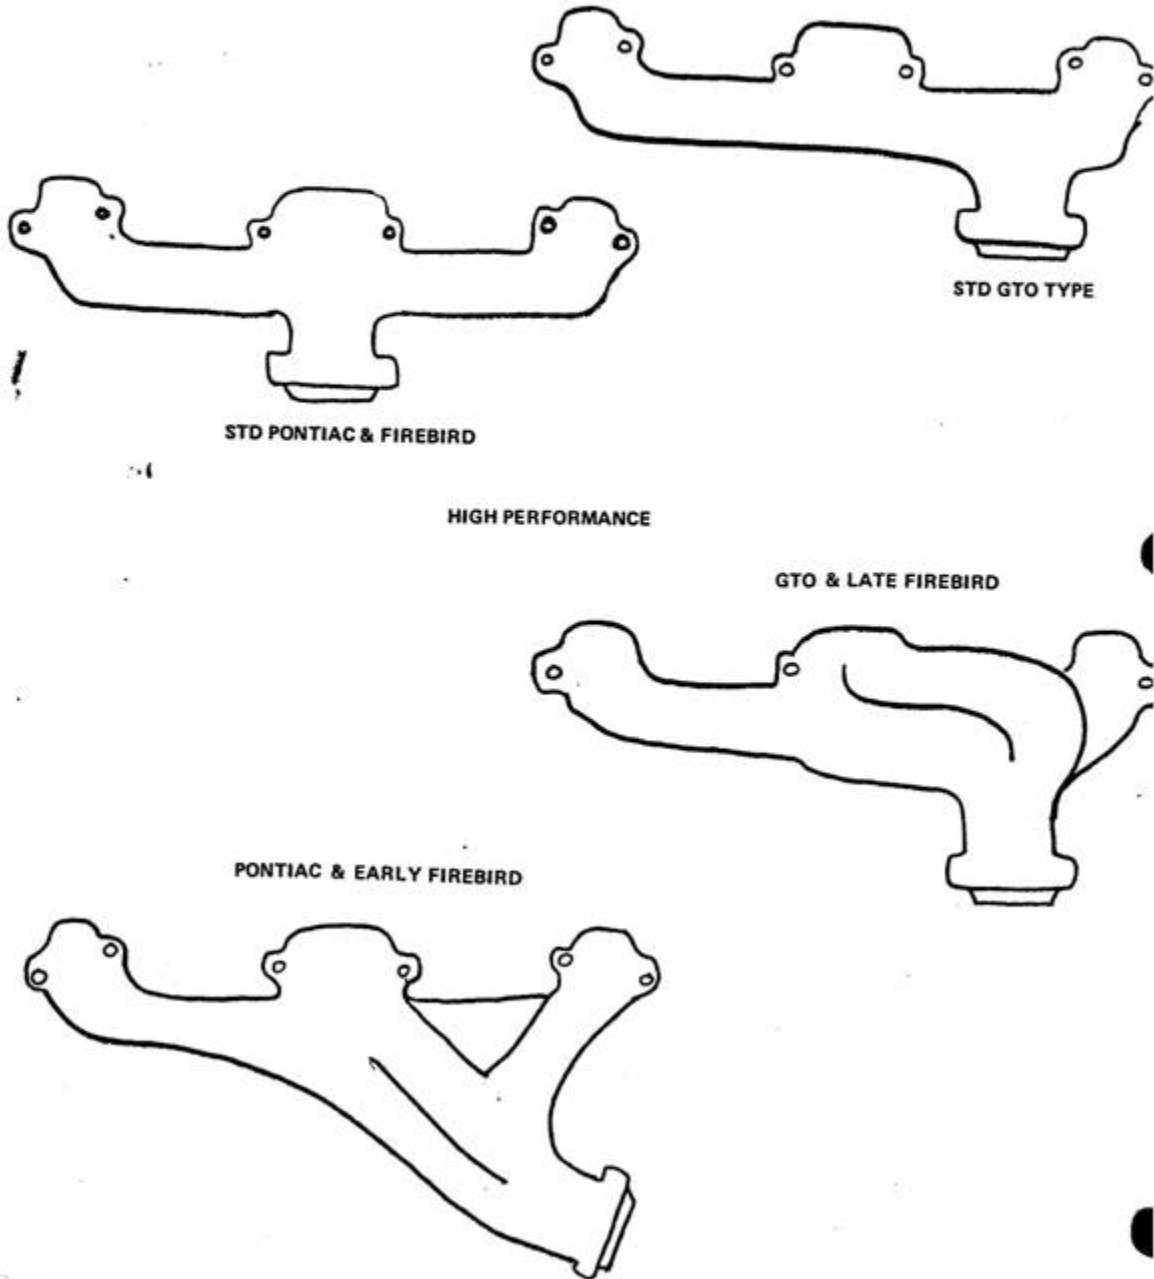 STD GTO TYPE
STD PONTIAC & FIREBIRD
HIGH PERFORMANCE
GTO & LATE FIREBIRD
PONTIAC & EARLY FIREBIRD